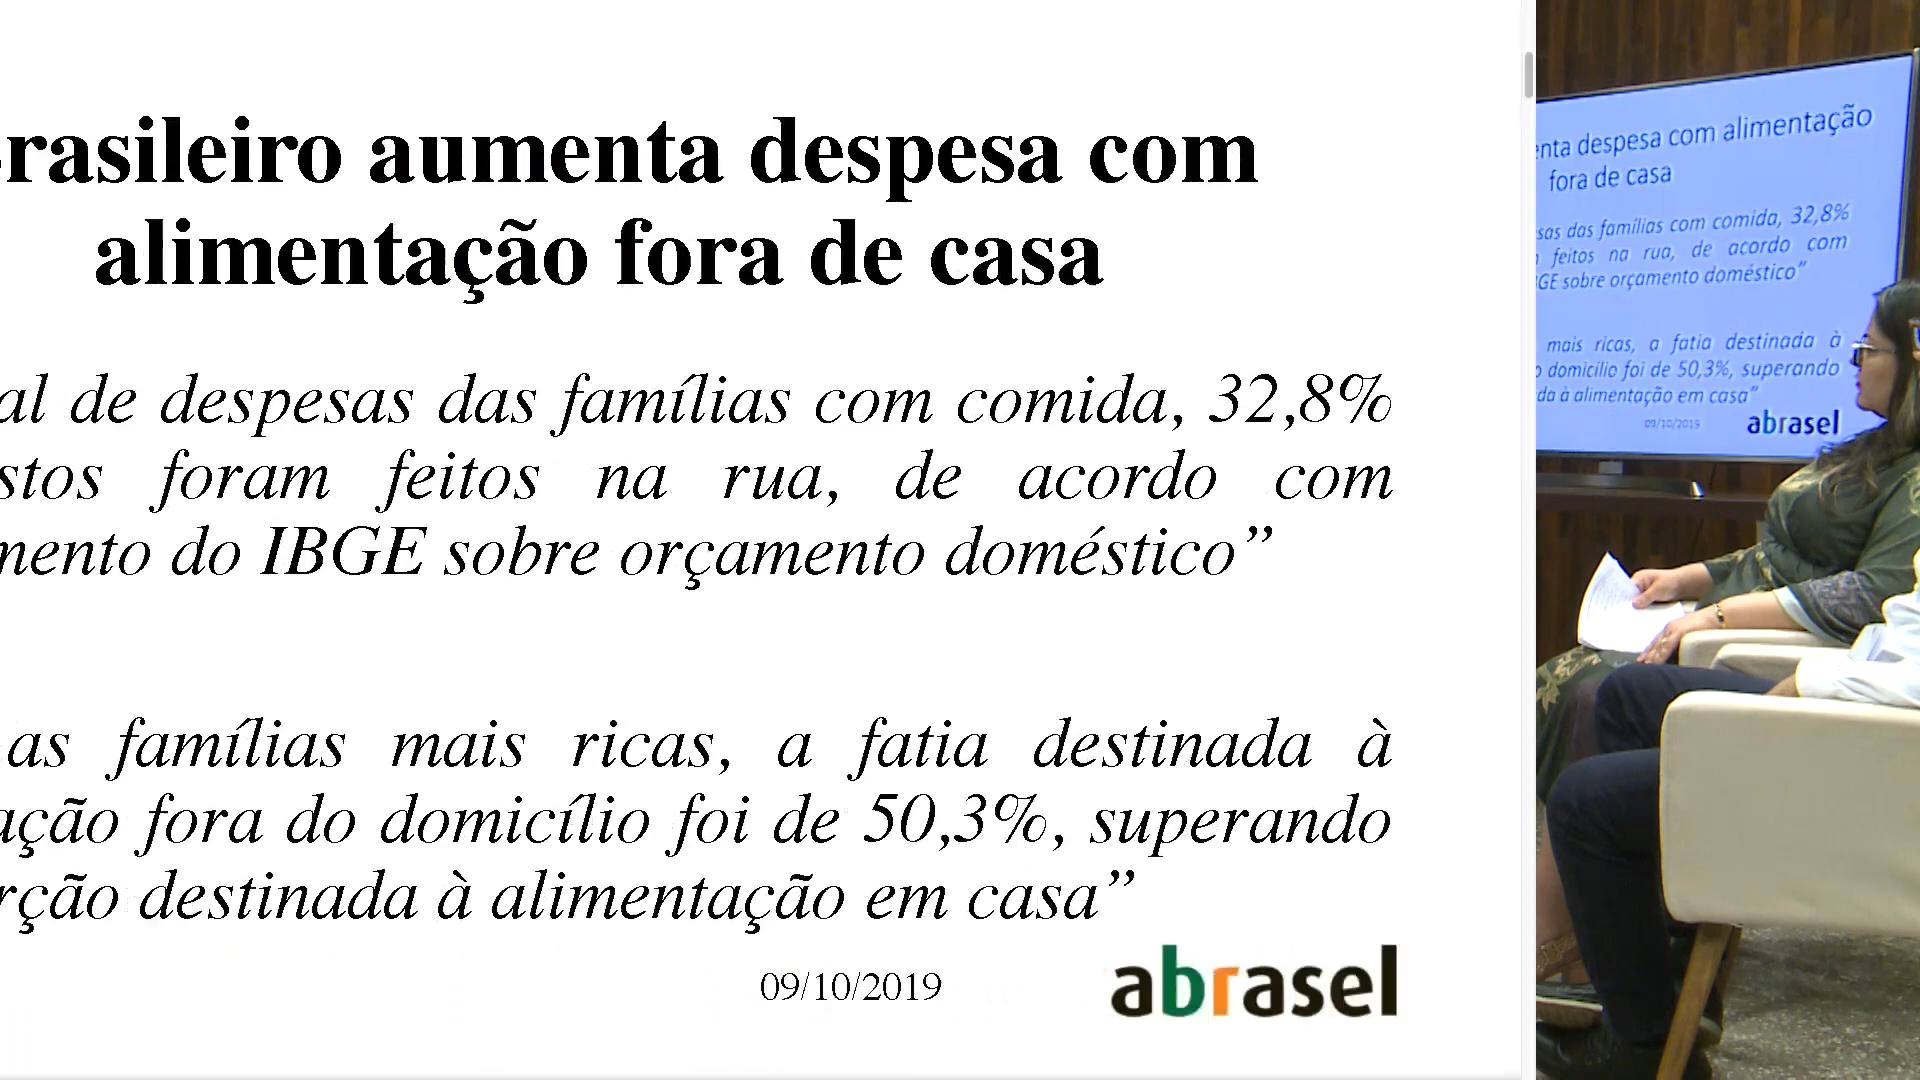 rasileiro aumenta despesa com
alimentação fora de casa
al de despesas das famílias com comida, 32,8%
stos foram feitos na rua, de acordo com
mento do IBGE sobre orçamento doméstico”
as famílias mais ricas, a fatia destinada à
ação fora do domicílio foi de 50,3%, superando
rção destinada à alimentação em casa”
09/10/2019
abrasel
nta despesa com alimentação
fora de casa
sas das famílias com comida, 32,8%
feitos na rua, de acordo com
GE sobre orçamento doméstico”
mais ricas, a fatia destinada à
domicílio foi de 50,3%, superando
da à alimentação em casa”
09/10/2019
abrasel